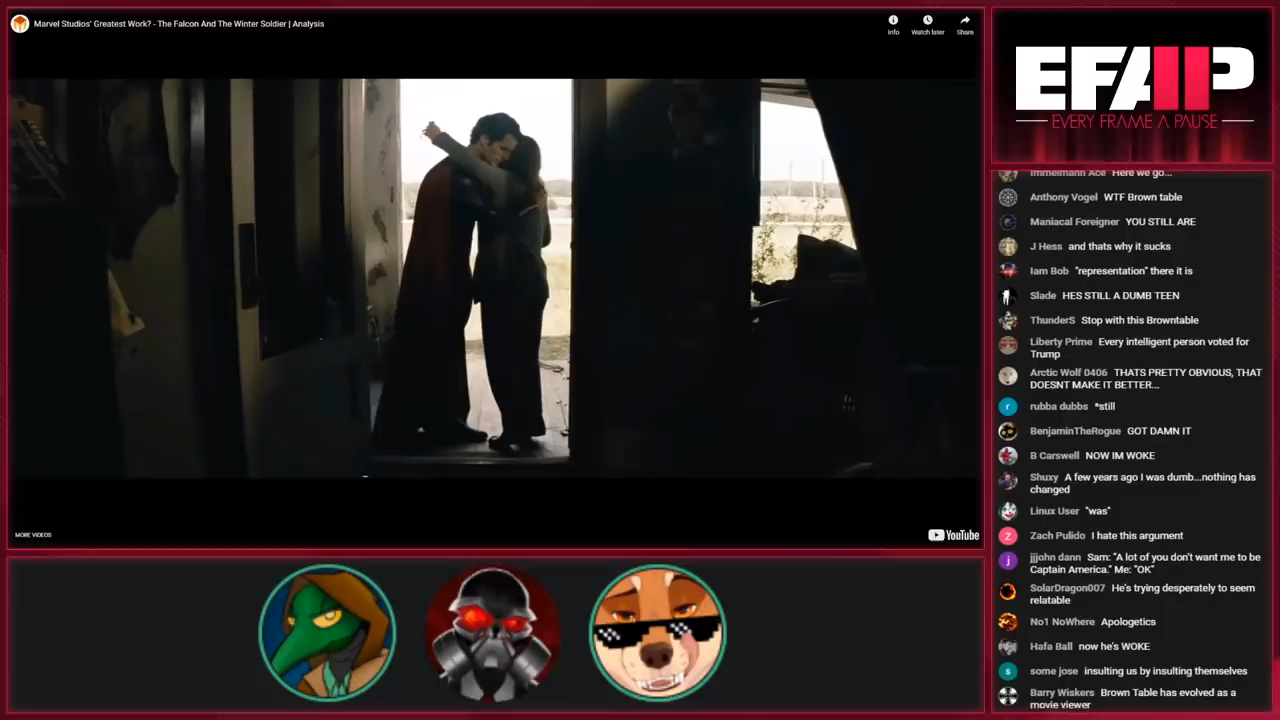 Marvel Studios' Greatest Work? - The Falcon And The Winter Soldier | Analysis
Info
Watch later
Share
MORE VIDEOS
YouTube
EFAP
EVERY FRAME A PAUSE
Immelmann Ace Here we go...
Anthony Vogel WTF Brown table
Maniacal Foreigner YOU STILL ARE
J Hess and thats why it sucks
Iam Bob "representation" there it is
Slade HES STILL A DUMB TEEN
ThunderS Stop with this Browntable
Liberty Prime Every intelligent person voted for
Trump
Arctic Wolf 0406 THATS PRETTY OBVIOUS, THAT
DOESNT MAKE IT BETTER...
r
rubba dubbs *still
BenjaminTheRogue GOT DAMN IT
B Carswell NOW IM WOKE
Shuxy A few years ago I was dumb...nothing has
changed
Linux User "was"
Z
Zach Pulido I hate this argument
j
jjjohn dann Sam: "A lot of you don't want me to be
Captain America." Me: "OK"
SolarDragon007 He's trying desperately to seem
relatable
No1 NoWhere Apologetics
Hafa Ball now he's WOKE
s
some jose insulting us by insulting themselves
Barry Wiskers Brown Table has evolved as a
movie viewer